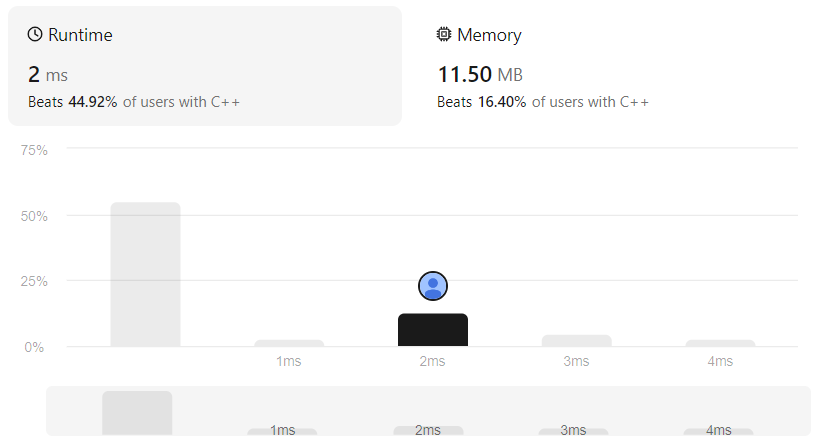 Runtime
2 ms
Beats 44.92% of users with C++
Memory
11.50 MB
Beats 16.40% of users with C++
75%
50%
25%
0%
1ms 2ms 3ms 4ms
1ms 2ms 3ms 4ms